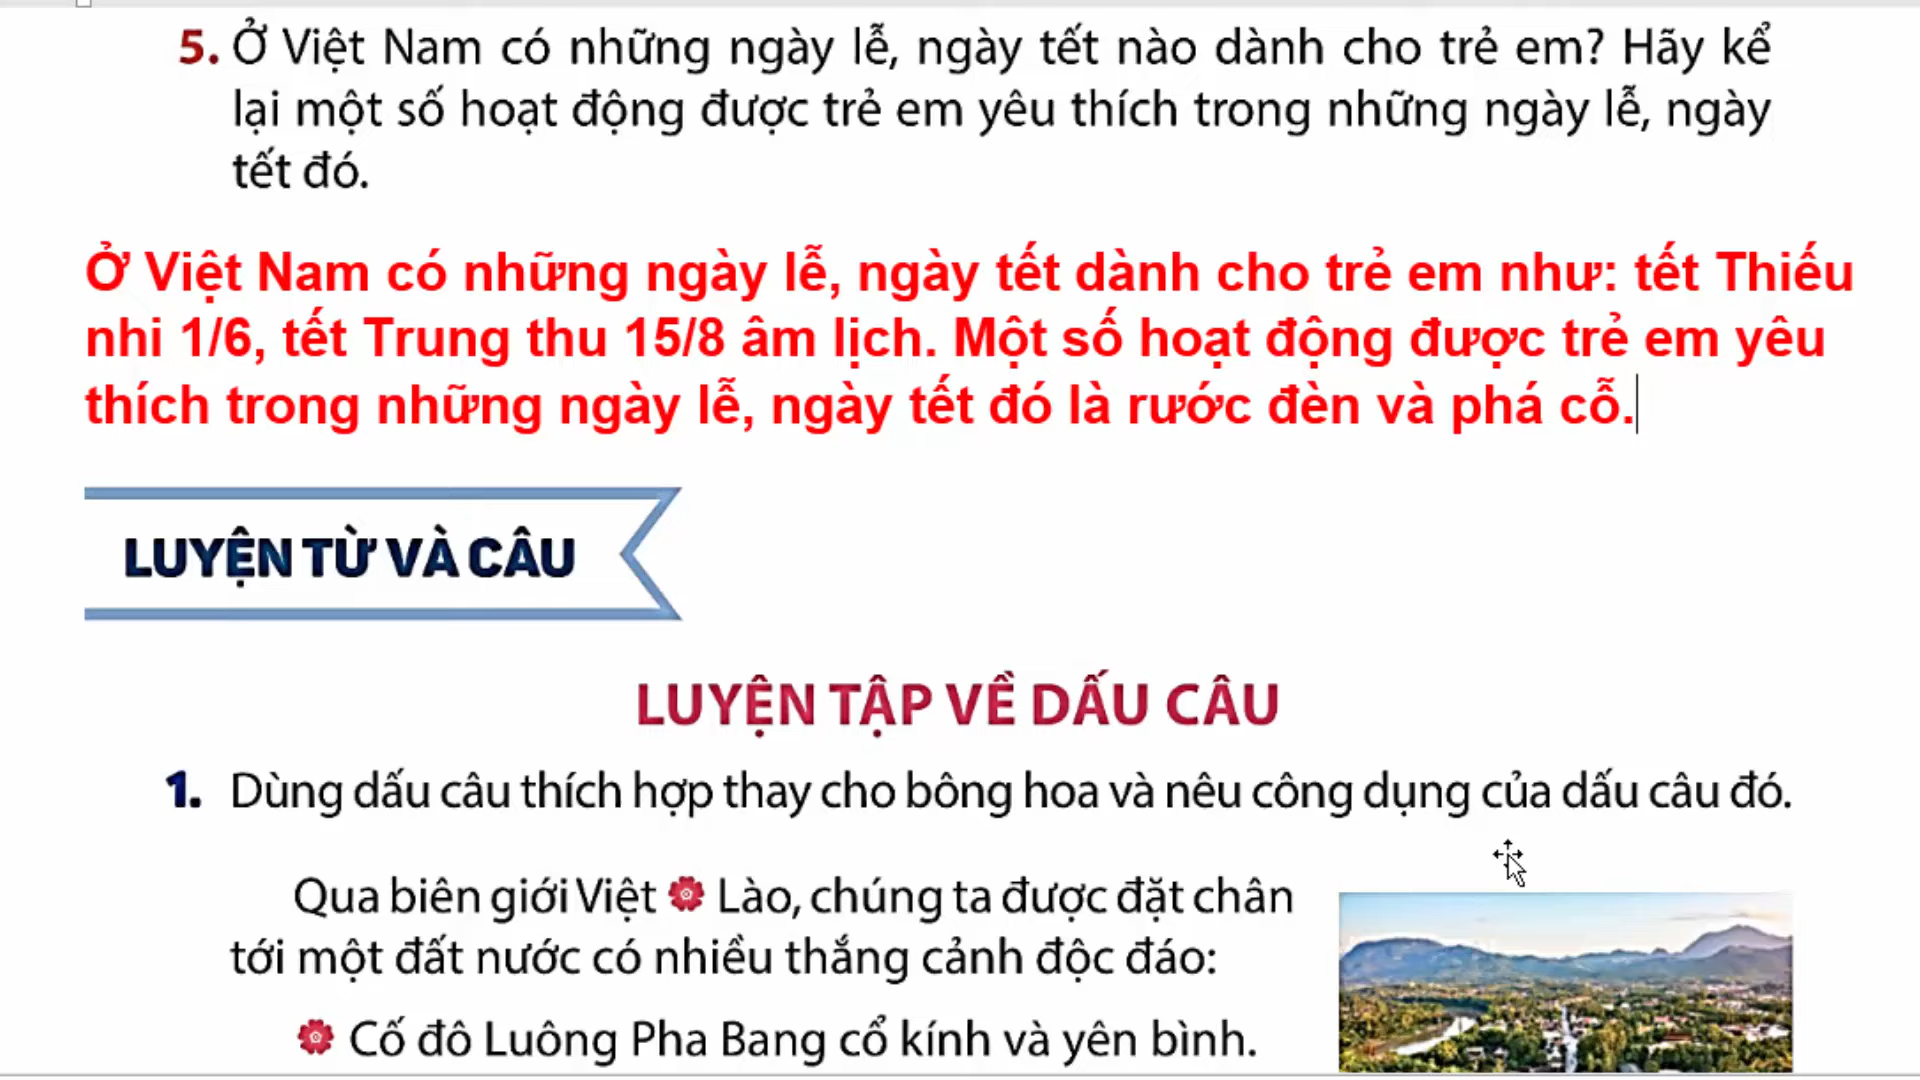 5. Ở Việt Nam có những ngày lễ, ngày tết nào dành cho trẻ em? Hãy kể
lại một số hoạt động được trẻ em yêu thích trong những ngày lễ, ngày
tết đó.
Ở Việt Nam có những ngày lễ, ngày tết dành cho trẻ em như: tết Thiếu
nhi 1/6, tết Trung thu 15/8 âm lịch. Một số hoạt động được trẻ em yêu
thích trong những ngày lễ, ngày tết đó là rước đèn và phá cỗ.
LUYỆN TỪ VÀ CÂU
LUYỆN TẬP VỀ DẤU CÂU
1. Dùng dấu câu thích hợp thay cho bông hoa và nêu công dụng của dấu câu đó.
Qua biên giới Việt Lào, chúng ta được đặt chân
tới một đất nước có nhiều thắng cảnh độc đáo:
Cố đô Luông Pha Bang cổ kính và yên bình.